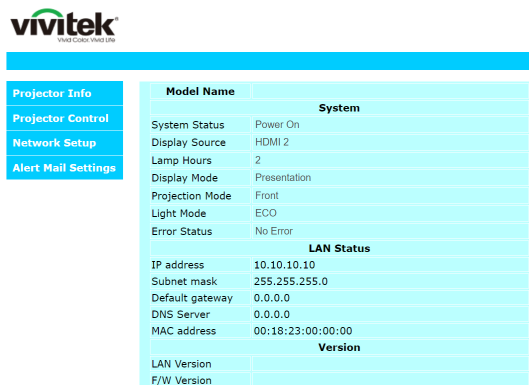 vivitek
Vivid Color, Vivid Life
Projector Info
Projector Control
Network Setup
Alert Mail Settings
Model Name
System
System Status Power On
Display Source HDMI 2
Lamp Hours 2
Display Mode Presentation
Projection Mode Front
Light Mode ECO
Error Status No Error
LAN Status
IP address 10.10.10.10
Subnet mask 255.255.255.0
Default gateway 0.0.0.0
DNS Server 0.0.0.0
MAC address 00:18:23:00:00:00
Version
LAN Version
F/W Version